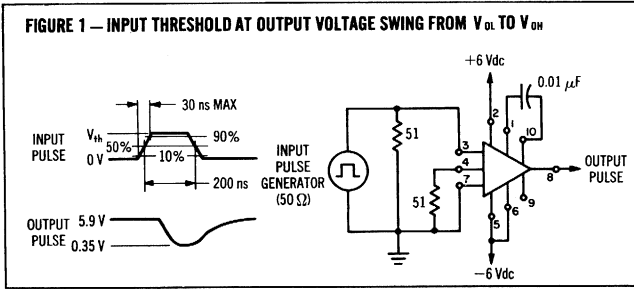 FIGURE 1 — INPUT THRESHOLD AT OUTPUT VOLTAGE SWING FROM V OL TO V OH
30 ns MAX
INPUT
PULSE
Vth
50%
0 V
90%
10%
200 ns
OUTPUT
PULSE
5.9 V
0.35 V
INPUT
PULSE
GENERATOR
(50 Ω)
51
51
+6 Vdc
0.01 μF
2
1
10
3
4
7
8
9
5
6
OUTPUT
PULSE
−6 Vdc